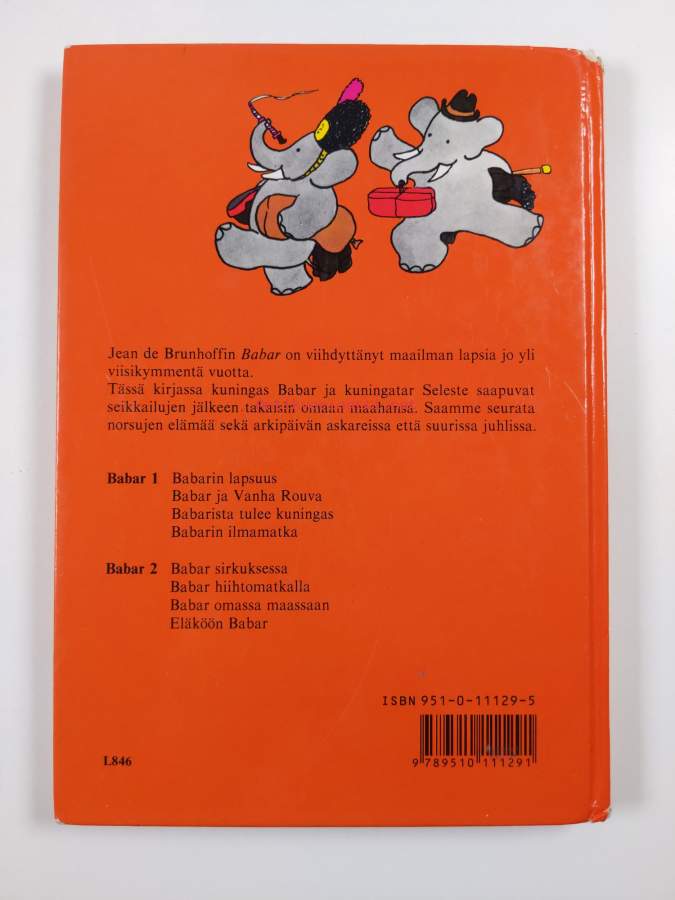 Jean de Brunhoffin Babar on viihdyttänyt maailman lapsia jo yli
viisikymmentä vuotta.
Tässä kirjassa kuningas Babar ja kuningatar Seleste saapuvat
seikkailujen jälkeen takaisin omaan maahansa. Saamme seurata
norsujen elämää sekä arkipäivän askareissa että suurissa juhlissa.
Babar 1 Babarin lapsuus
Babar ja Vanha Rouva
Babarista tulee kuningas
Babarin ilmamatka
Babar 2 Babar sirkuksessa
Babar hiihtomatkalla
Babar omassa maassaan
Eläköön Babar
ISBN 951-0-11129-5
9 789510 111291
L846